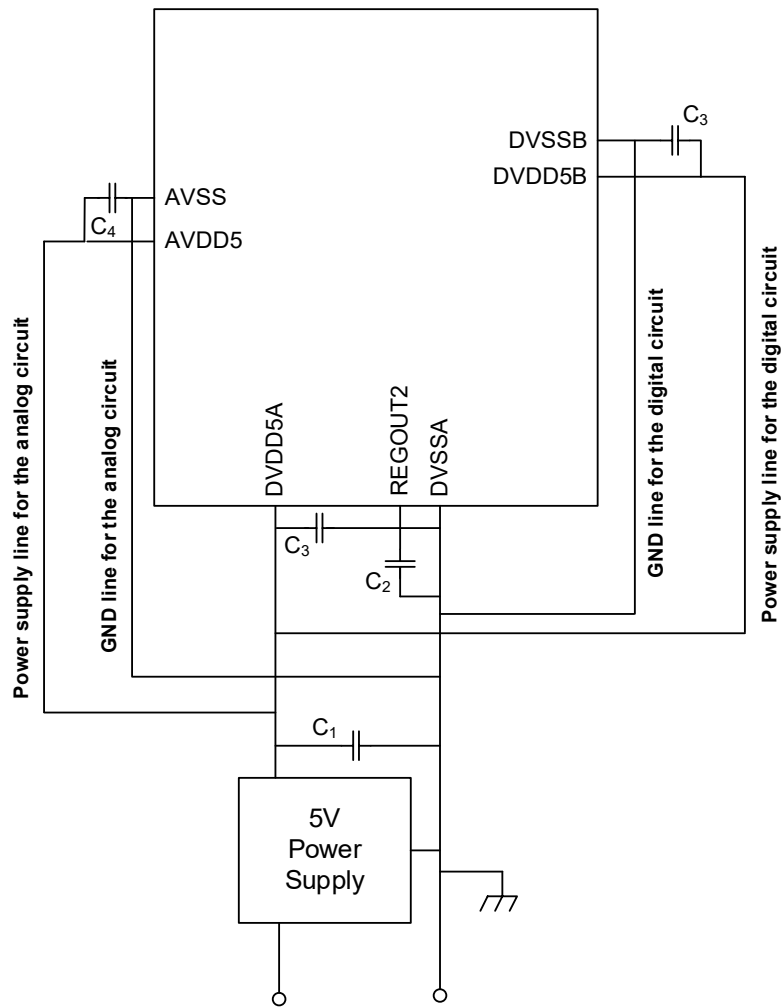 C₃
DVSSB
DVDD5B
AVSS
C₄
AVDD5
Power supply line for the analog circuit
GND line for the analog circuit
DVDD5A
REGOUT2
DVSSA
GND line for the digital circuit
Power supply line for the digital circuit
C₃
C₂
C₁
5V
Power
Supply